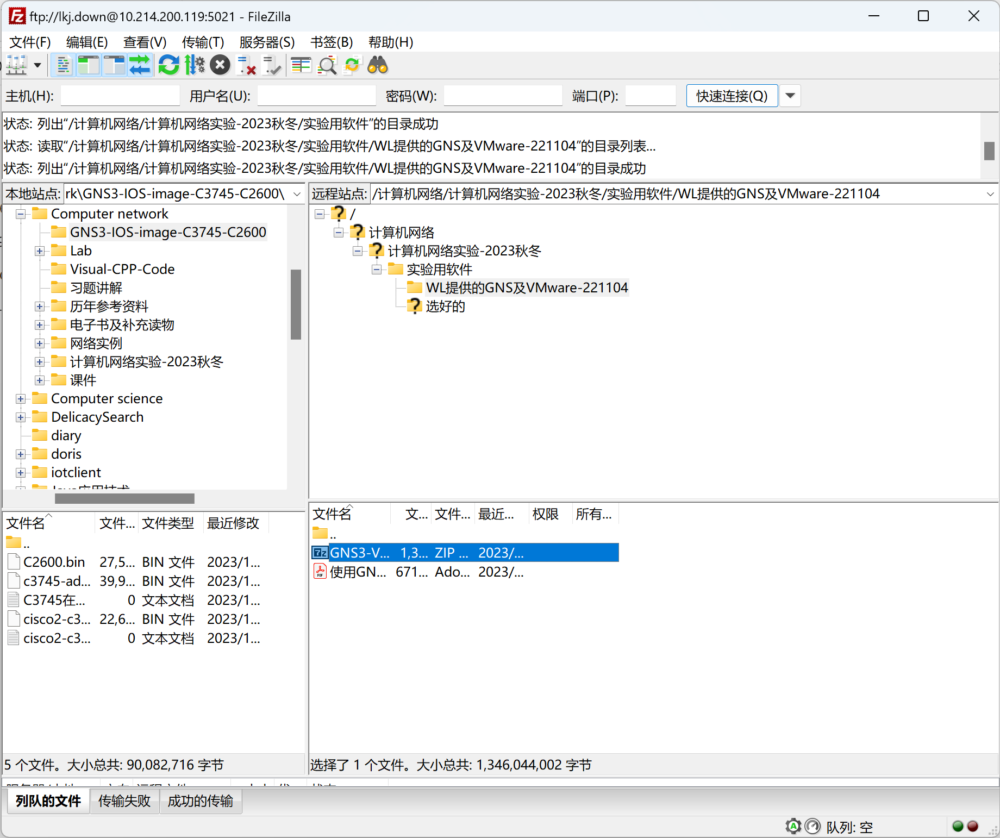 ftp://lkj.down@10.214.200.119:5021 - FileZilla
文件(F) 编辑(E) 查看(V) 传输(T) 服务器(S) 书签(B) 帮助(H)
主机(H): 用户名(U): 密码(W): 端口(P): 快速连接(Q)
状态: 列出“/计算机网络/计算机网络实验-2023秋冬/实验用软件”的目录成功
状态: 读取“/计算机网络/计算机网络实验-2023秋冬/实验用软件/WL提供的GNS及VMware-221104”的目录列表...
状态: 列出“/计算机网络/计算机网络实验-2023秋冬/实验用软件/WL提供的GNS及VMware-221104”的目录成功
本地站点: rk\GNS3-IOS-image-C3745-C2600\
Computer network
GNS3-IOS-image-C3745-C2600
Lab
Visual-CPP-Code
习题讲解
历年参考资料
电子书及补充读物
网络实例
计算机网络实验-2023秋冬
课件
Computer science
DelicacySearch
diary
doris
iotclient
Java应用技术
远程站点: /计算机网络/计算机网络实验-2023秋冬/实验用软件/WL提供的GNS及VMware-221104
/
计算机网络
计算机网络实验-2023秋冬
实验用软件
WL提供的GNS及VMware-221104
选好的
文件名 文件... 文件类型 最近修改
..
C2600.bin 27,5... BIN 文件 2023/1...
c3745-ad... 39,9... BIN 文件 2023/1...
C3745在... 0 文本文档 2023/1...
cisco2-c3... 22,6... BIN 文件 2023/1...
cisco2-c3... 0 文本文档 2023/1...
5 个文件。大小总共: 90,082,716 字节
文件名 文... 文件... 最近... 权限 所有...
..
7z GNS3-V... 1,3... ZIP ... 2023/...
PDF 使用GN... 671... Ado... 2023/...
选择了 1 个文件。大小总共: 1,346,044,002 字节
列队的文件 传输失败 成功的传输
队列: 空